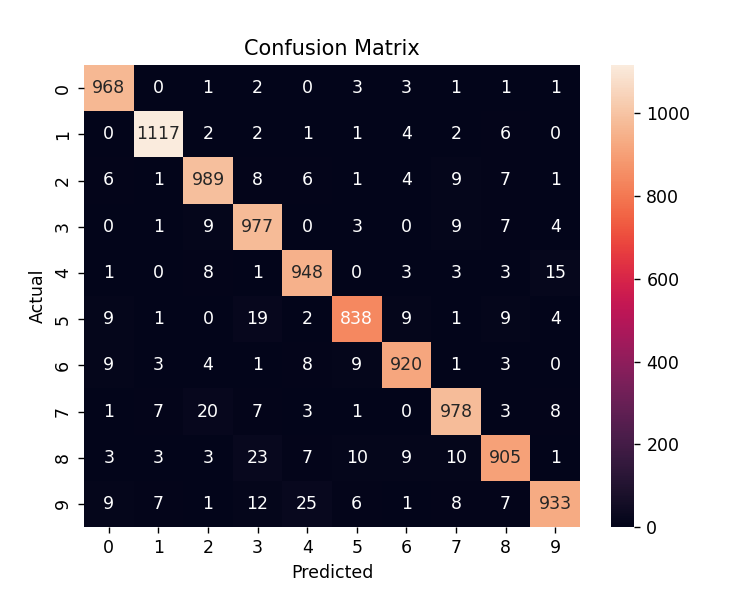 Confusion Matrix
0 968 0 1 2 0 3 3 1 1 1
1 0 1117 2 2 1 1 4 2 6 0
2 6 1 989 8 6 1 4 9 7 1
3 0 1 9 977 0 3 0 9 7 4
4 1 0 8 1 948 0 3 3 3 15
5 9 1 0 19 2 838 9 1 9 4
6 9 3 4 1 8 9 920 1 3 0
7 1 7 20 7 3 1 0 978 3 8
8 3 3 3 23 7 10 9 10 905 1
9 9 7 1 12 25 6 1 8 7 933
0 1 2 3 4 5 6 7 8 9
Predicted
Actual
1000
800
600
400
200
0